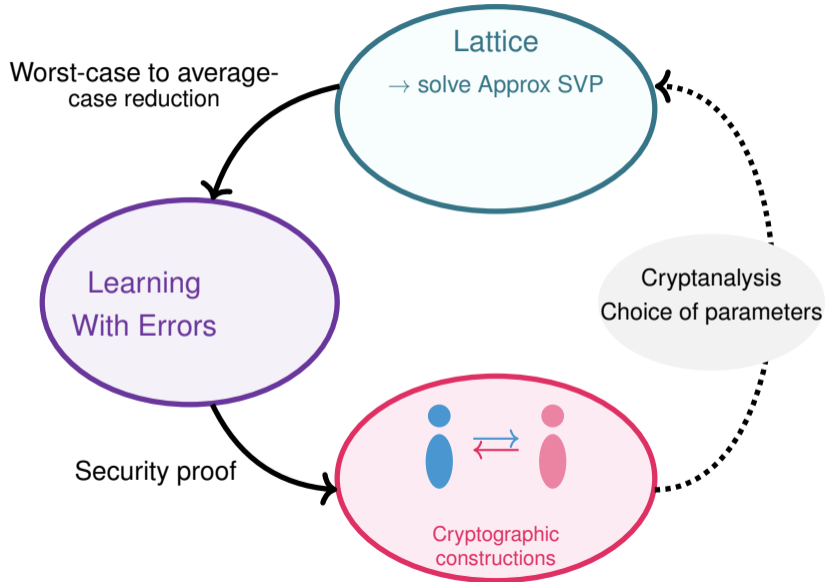 Lattice
→ solve Approx SVP
Worst-case to average-
case reduction
Learning
With Errors
Cryptanalysis
Choice of parameters
Security proof
Cryptographic
constructions